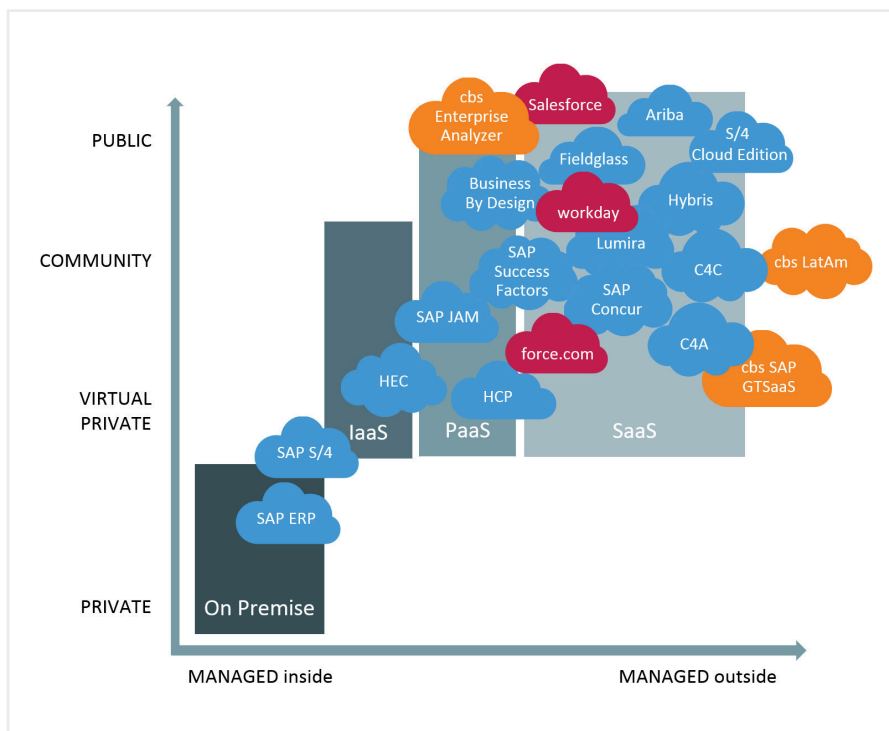 PUBLIC
COMMUNITY
VIRTUAL
PRIVATE
PRIVATE
cbs
Enterprise
Analyzer
Salesforce
Ariba
S/4
Cloud Edition
Fieldglass
Business
By Design
workday
Hybris
Lumira
SAP
Success
Factors
C4C
cbs LatAm
SAP
Concur
SAP JAM
force.com
C4A
cbs SAP
GTSaaS
HEC
HCP
IaaS
PaaS
SaaS
SAP S/4
SAP ERP
On Premise
MANAGED inside
MANAGED outside